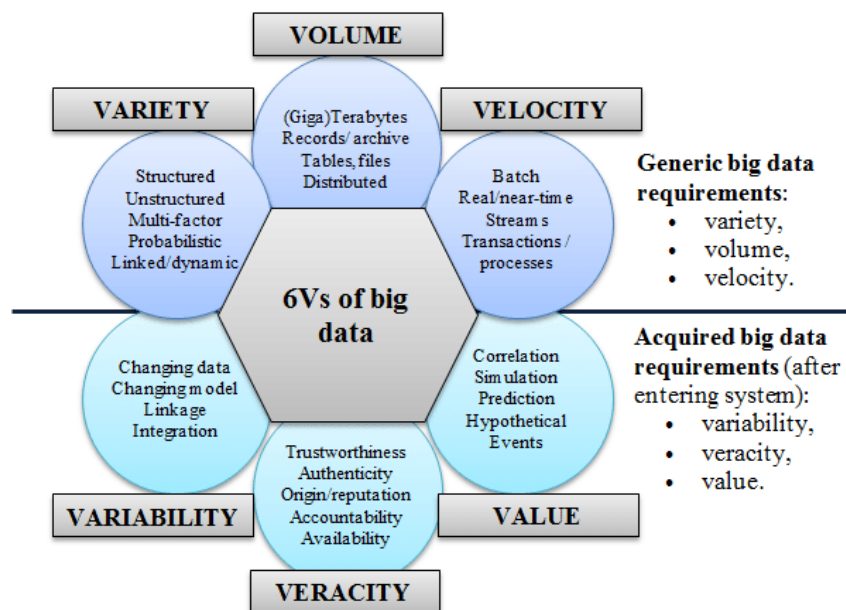 VOLUME
VARIETY
VELOCITY
(Giga)Terabytes
Records/ archive
Tables, files
Distributed
Structured
Unstructured
Multi-factor
Probabilistic
Linked/dynamic
Batch
Real/near-time
Streams
Transactions /
processes
Generic big data
requirements:
• variety,
• volume,
• velocity.
6Vs of big
data
Changing data
Changing model
Linkage
Integration
Correlation
Simulation
Prediction
Hypothetical
Events
Acquired big data
requirements (after
entering system):
• variability,
• veracity,
• value.
Trustworthiness
Authenticity
Origin/reputation
Accountability
Availability
VARIABILITY
VALUE
VERACITY